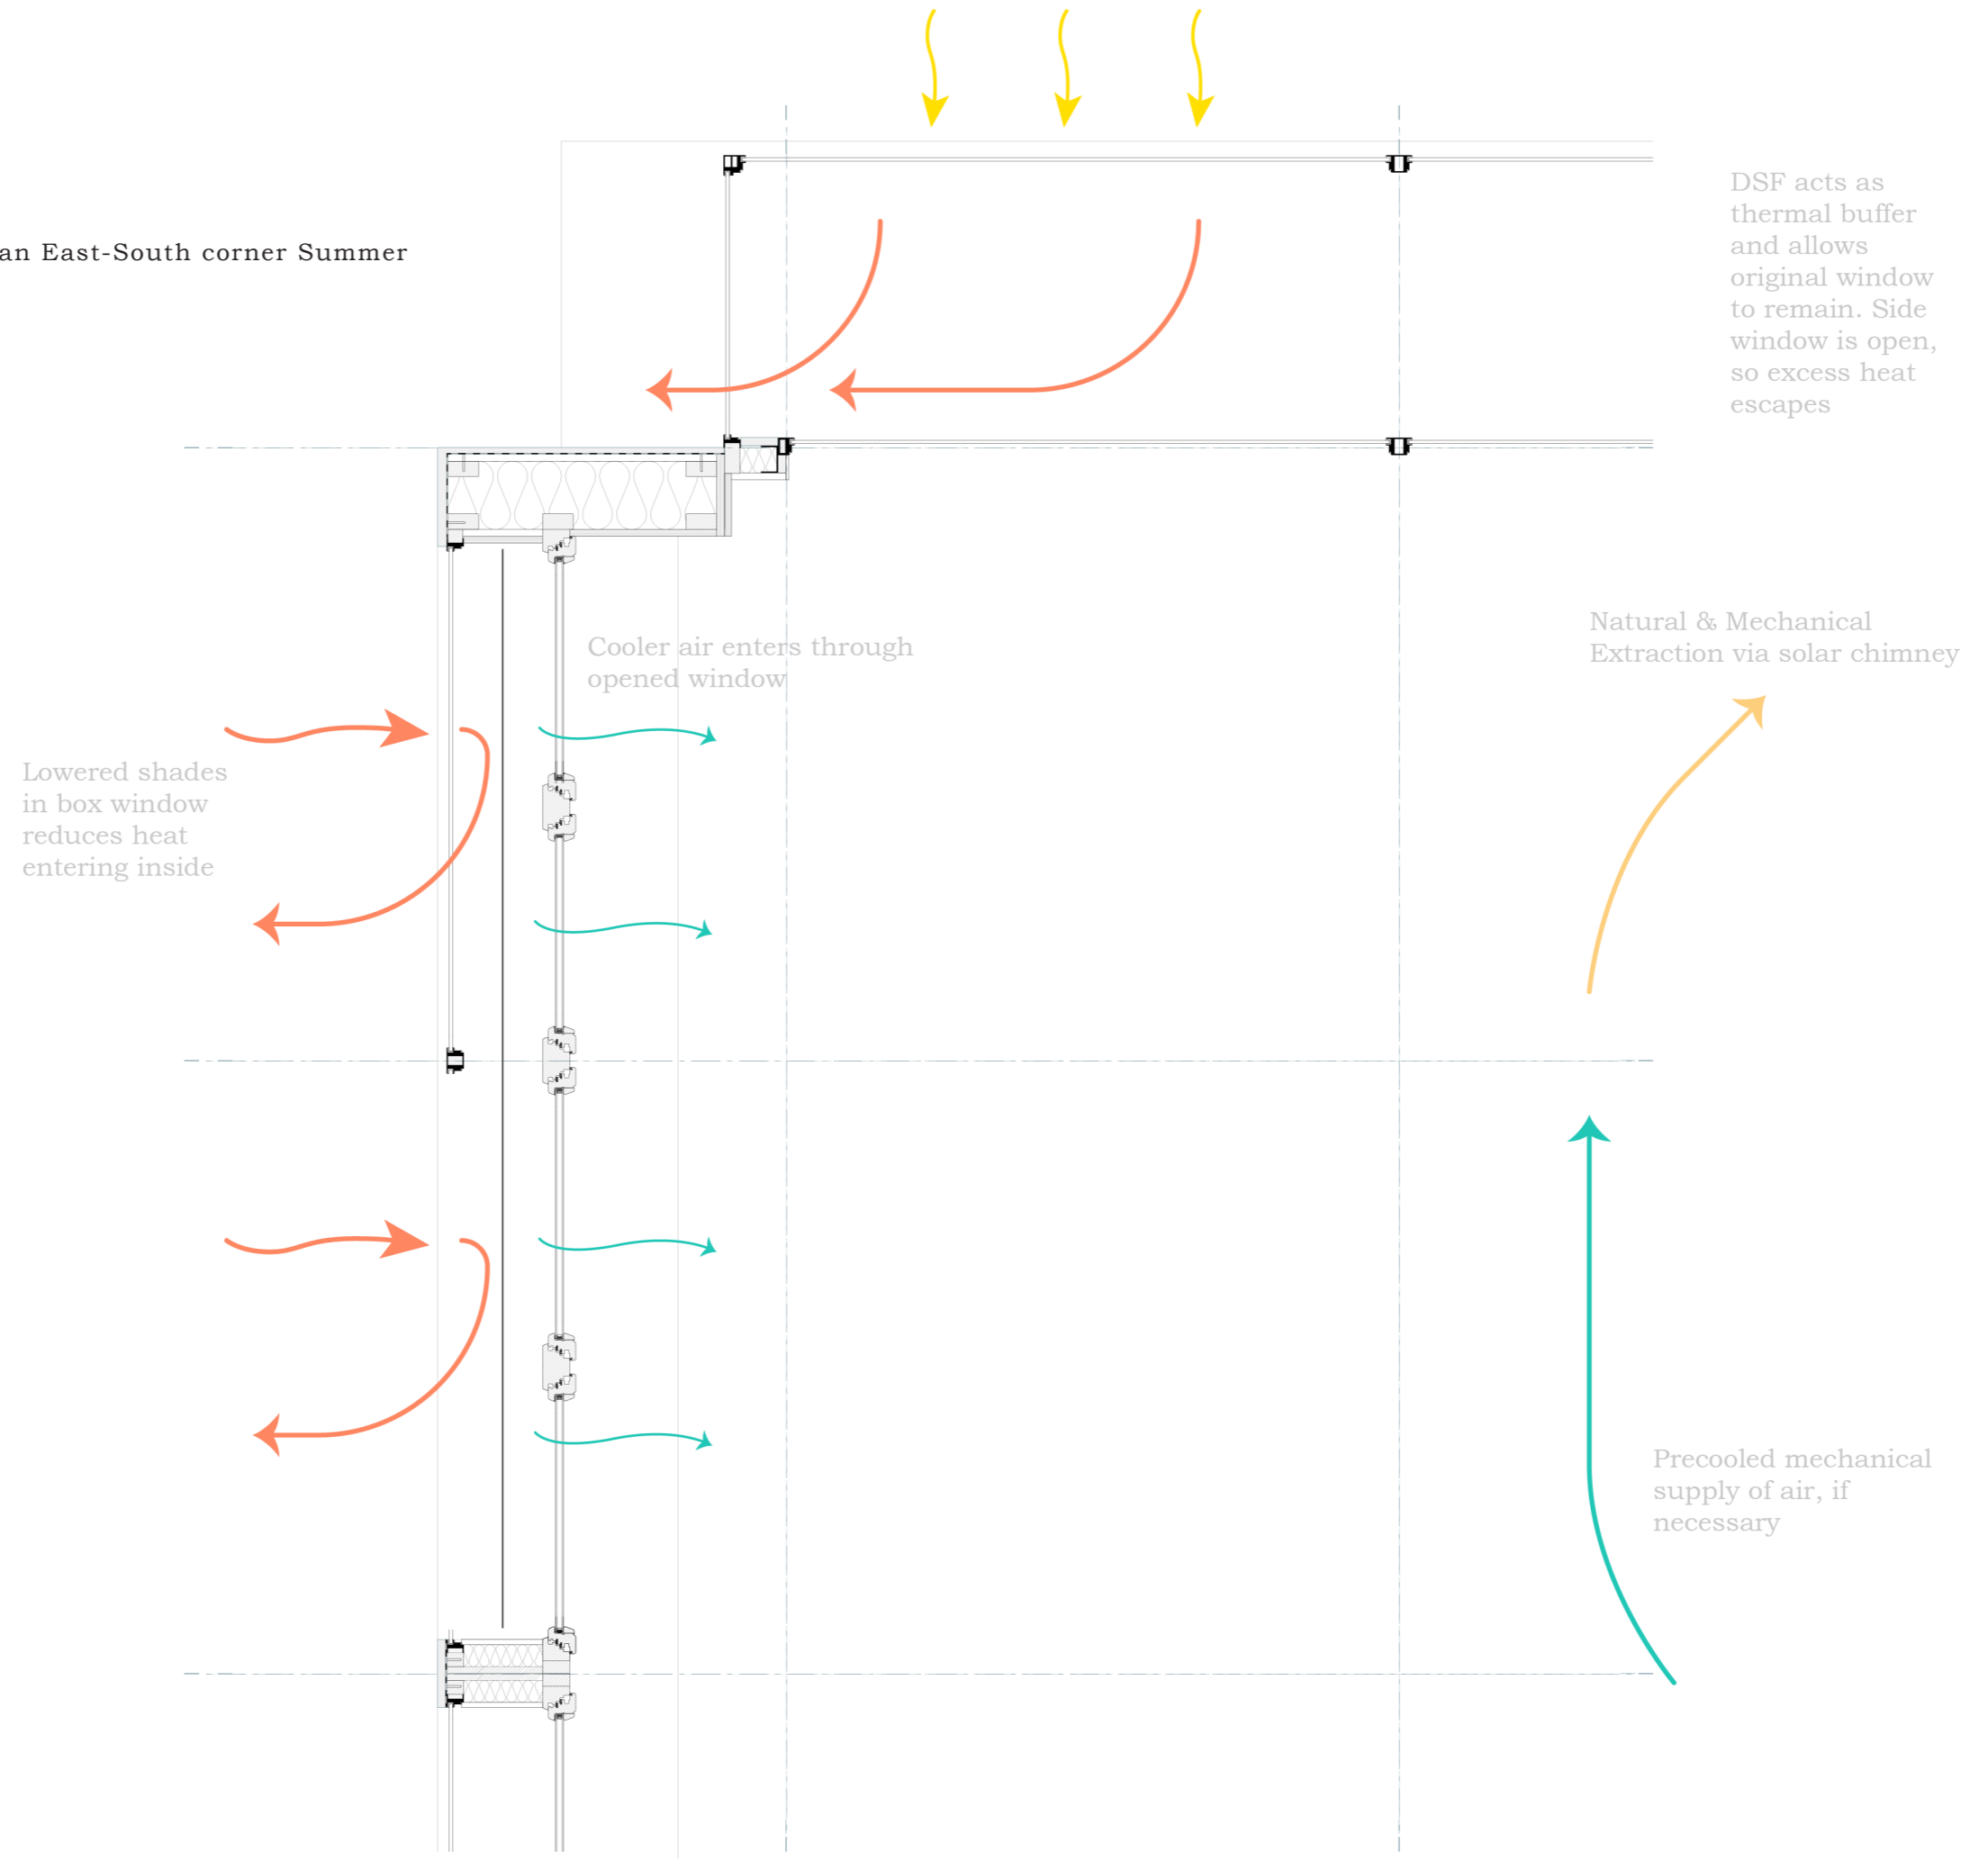 an East-South corner Summer
DSF acts as
thermal buffer
and allows
original window
to remain. Side
window is open,
so excess heat
escapes
Natural & Mechanical
Extraction via solar chimney
Cooler air enters through
opened window
Lowered shades
in box window
reduces heat
entering inside
Precooled mechanical
supply of air, if
necessary